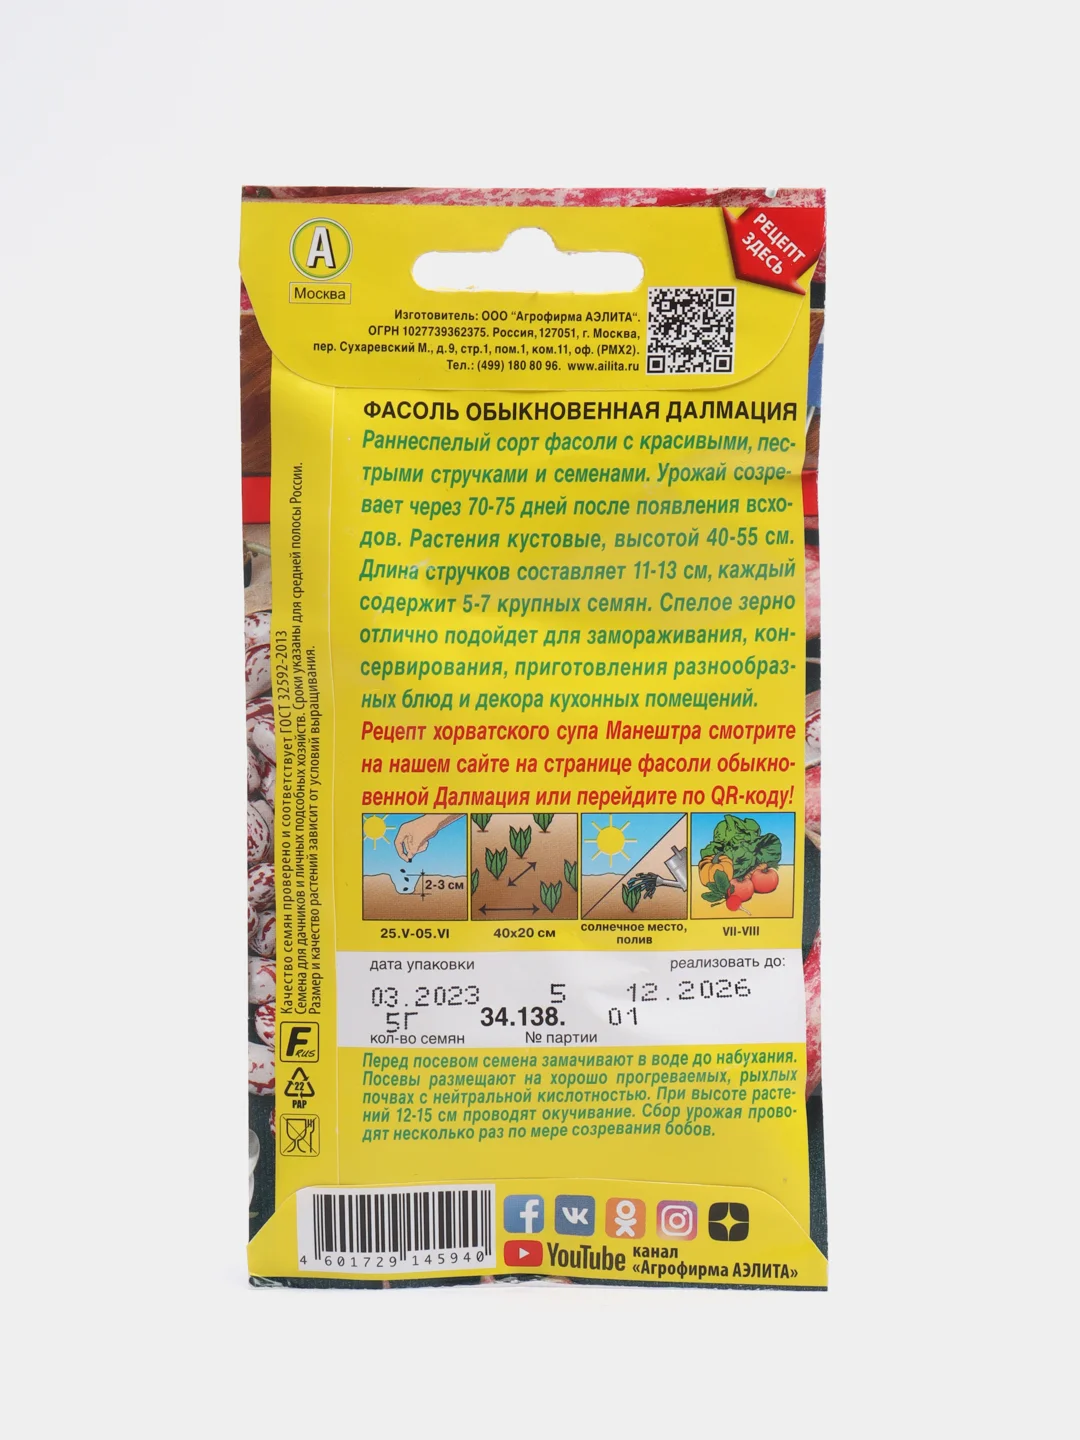 РЕЦЕПТ
ЗДЕСЬ
А
Москва
Изготовитель: ООО “Агрофирма АЭЛИТА“.
ОГРН 1027739362375. Россия,127051, г. Москва,
пер. Сухаревский М., д.9, стр.1, пом.1, ком.11, оф. (РМХ2).
Тел.: (499) 180 80 96. www.ailita.ru
ФАСОЛЬ ОБЫКНОВЕННАЯ ДАЛМАЦИЯ
Раннеспелый сорт фасоли с красивыми, пес-
трыми стручками и семенами. Урожай созре-
вает через 70-75 дней после появления всхо-
дов. Растения кустовые, высотой 40-55 см.
Длина стручков составляет 11-13 см, каждый
содержит 5-7 крупных семян. Спелое зерно
отлично подойдет для замораживания, кон-
сервирования, приготовления разнообраз-
ных блюд и декора кухонных помещений.
Рецепт хорватского супа Манештра смотрите
на нашем сайте на странице фасоли обыкно-
венной Далмация или перейдите по QR-коду!
2-3 см
25.V-05.VI
40х20 см
солнечное место,
полив
VII-VIII
дата упаковки
реализовать до:
03.2023 5 12.2026
5Г 34.138. 01
кол-во семян
№ партии
Перед посевом семена замачивают в воде до набухания.
Посевы размещают на хорошо прогреваемых, рыхлых
почвах с нейтральной кислотностью. При высоте расте-
ний 12-15 см проводят окучивание. Сбор урожая прово-
дят несколько раз по мере созревания бобов.
Качество семян проверено и соответствует ГОСТ 32592-2013
Семена для дачников и личных подсобных хозяйств. Сроки указаны для средней полосы России.
Размер и качество растений зависит от условий выращивания.
F RUS
22
PAP
4 601729 145940
YouTube канал
«Агрофирма АЭЛИТА»